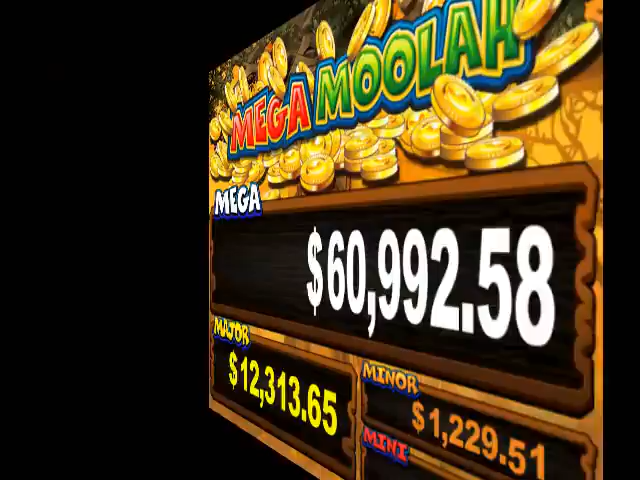 MEGA MOOLAH
MEGA
$60,992.58
MAJOR
$12,313.65
MINOR
$1,229.51
MINI